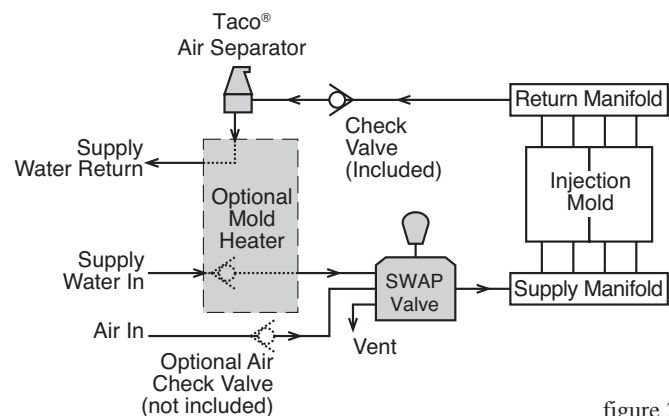 Taco®
Air Separator
Return Manifold
Check
Valve
(Included)
Supply
Water Return
Optional
Mold
Heater
Injection
Mold
Supply
Water In
SWAP
Valve
Supply Manifold
Air In
Vent
Optional Air
Check Valve
(not included)
figure